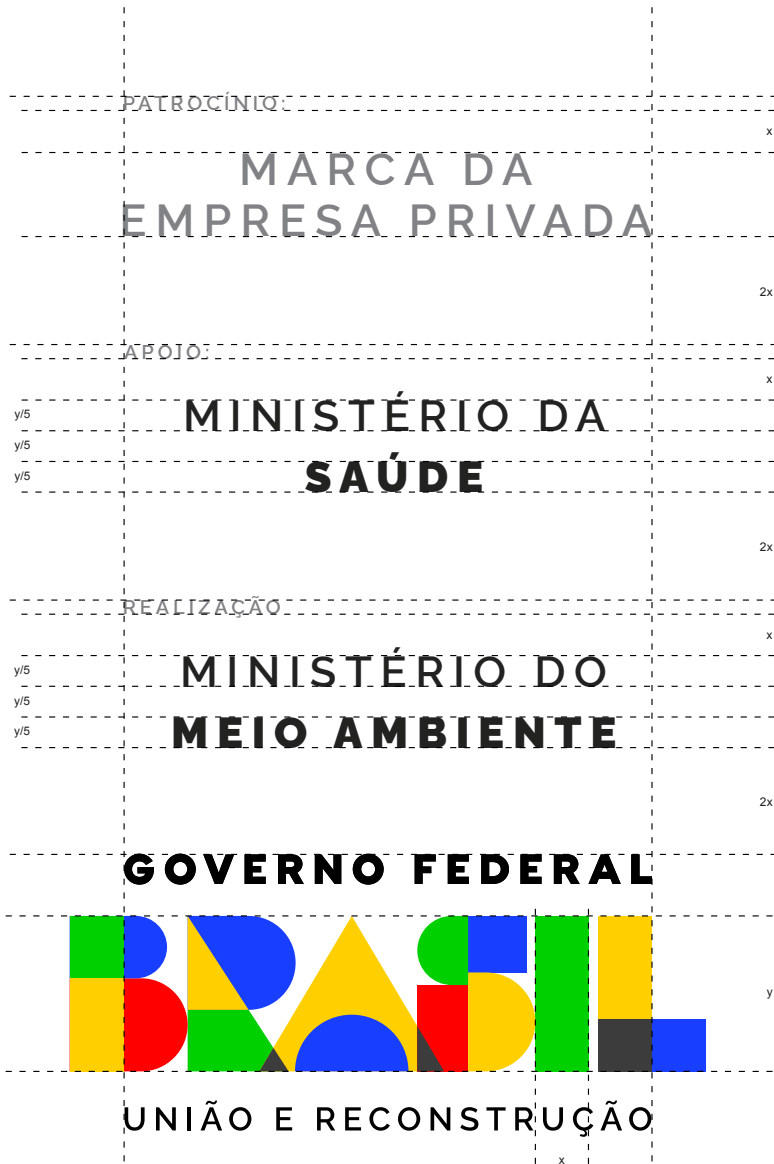 PATROCÍNIO:
x
MARCA DA
EMPRESA PRIVADA
2x
APOIO:
x
y/5
MINISTÉRIO DA
y/5
y/5
SAÚDE
2x
REALIZAÇÃO
x
y/5
MINISTÉRIO DO
y/5
y/5
MEIO AMBIENTE
2x
GOVERNO FEDERAL
BRASIL
y
UNIÃO E RECONSTRUÇÃO
x